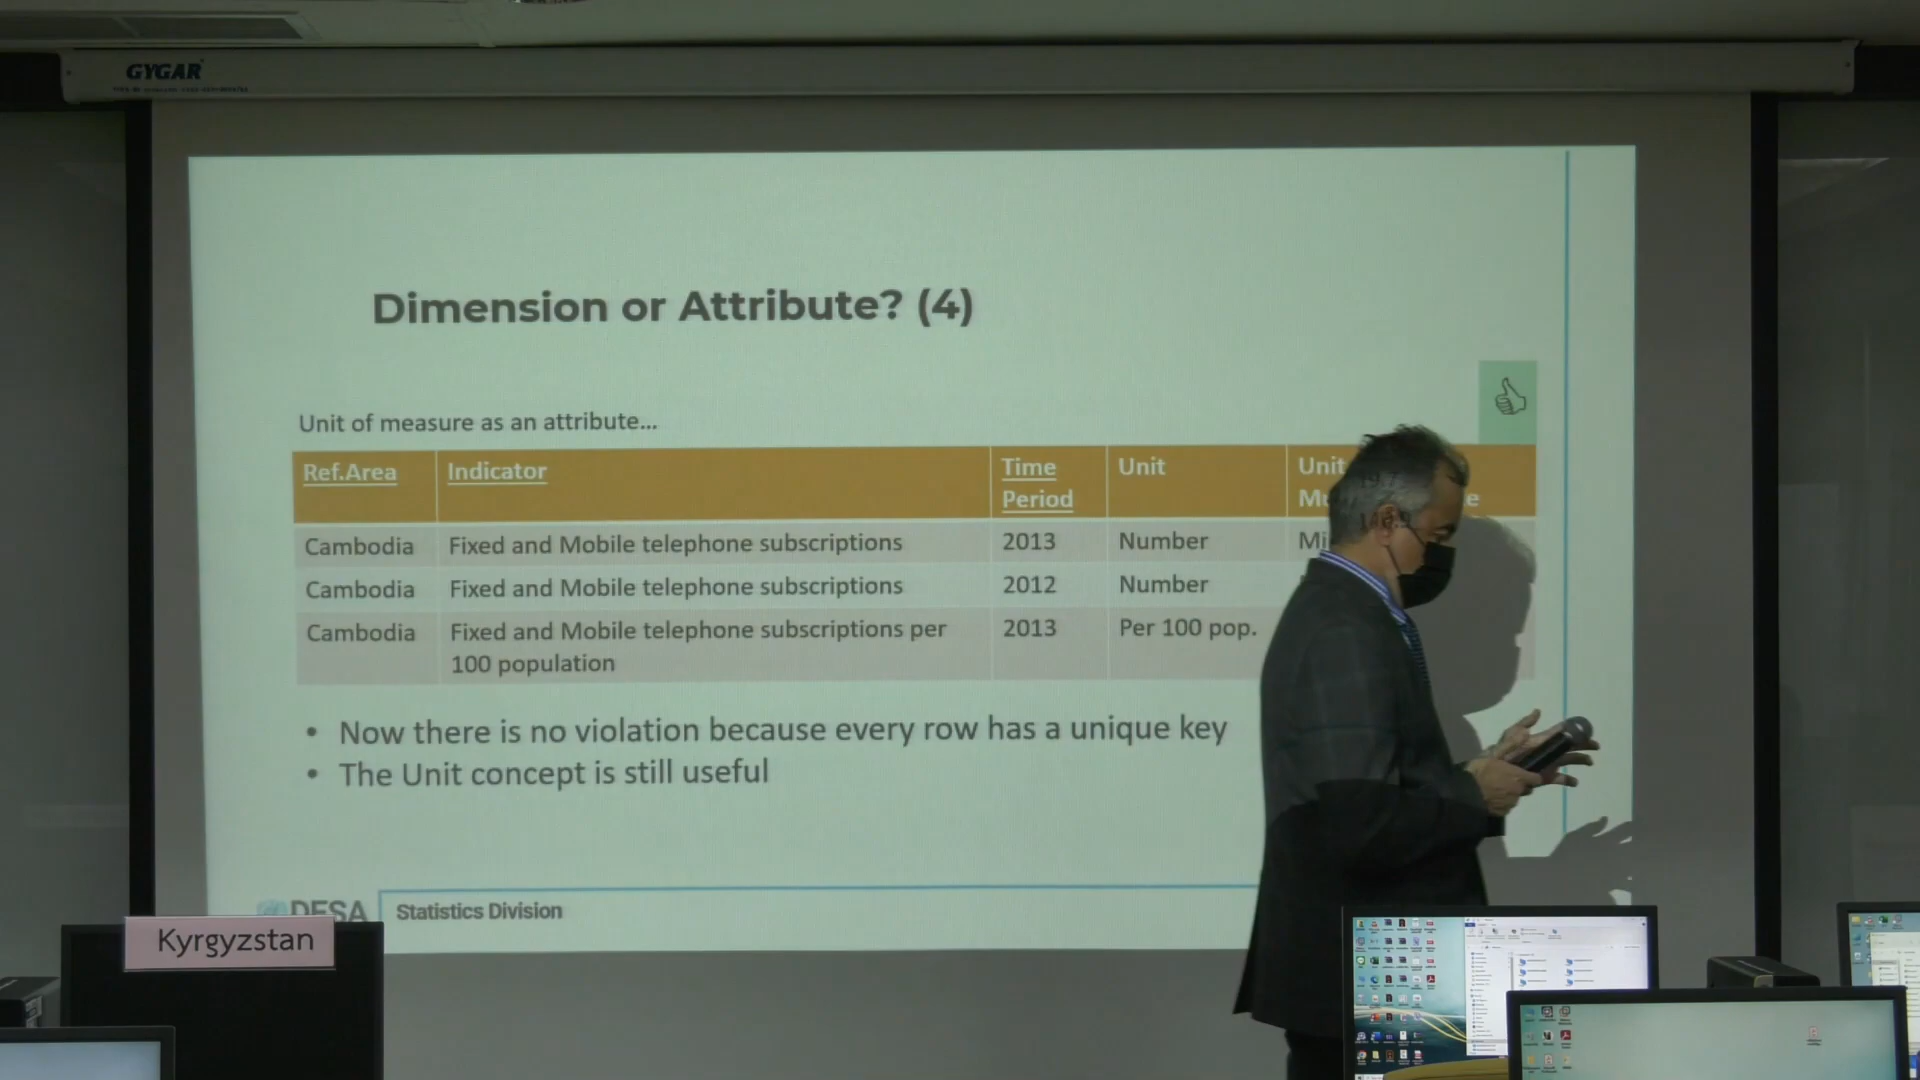 GYGAR
Dimension or Attribute? (4)
Unit of measure as an attribute...
Ref.Area Indicator Time Period Unit Unit
Cambodia Fixed and Mobile telephone subscriptions 2013 Number
Cambodia Fixed and Mobile telephone subscriptions 2012 Number
Cambodia Fixed and Mobile telephone subscriptions per 2013 Per 100 pop.
100 population
• Now there is no violation because every row has a unique key
• The Unit concept is still useful
DESA Statistics Division
Kyrgyzstan